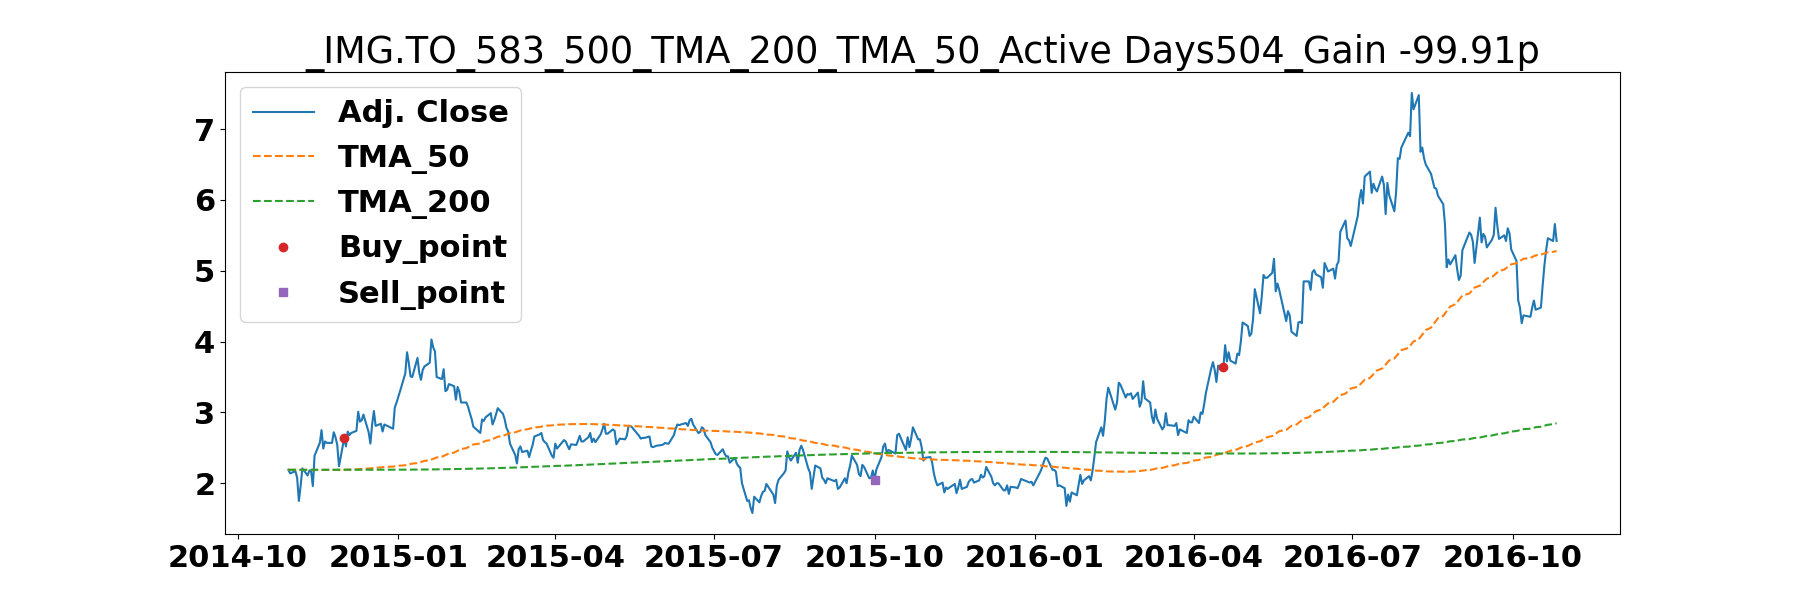 _IMG.TO_583_500_TMA_200_TMA_50_Active Days504_Gain -99.91p
Adj. Close
TMA_50
TMA_200
Buy_point
Sell_point
7
6
5
4
3
2
2014-10 2015-01 2015-04 2015-07 2015-10 2016-01 2016-04 2016-07 2016-10